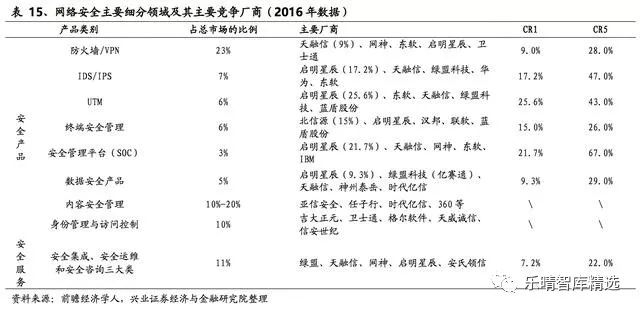 表 15、网络安全主要细分领域及其主要竞争厂商（2016 年数据）
产品类别 占总市场的比例 主要厂商 CR1 CR5
安全产品
防火墙/VPN 23% 天融信（9%）、网神、东软、启明星辰、卫
士通 9.0% 28.0%
IDS/IPS 7% 启明星辰（17.2%）、天融信、绿盟科技、华
为、东软 17.2% 47.0%
UTM 6% 启明星辰（25.6%）、东软、天融信、绿盟科
技、蓝盾股份 25.6% 43.0%
终端安全管理 6% 北信源（15%）、启明星辰、汉邦、联软、蓝
盾股份 15.0% 26.0%
安全管理平台（SOC） 3% 启明星辰（21.7%）、天融信、网神、东软、
IBM 21.7% 67.0%
数据安全产品 5% 启明星辰（9.3%）、绿盟科技（亿赛通）、
天融信、神州泰岳、时代亿信 9.3% 29.0%
内容安全管理 10%-20% 亚信安全、任子行、时代亿信、360 等 \ \
身份管理与访问控制 10% 吉大正元、卫士通、格尔软件、天威诚信、
信安世纪 \ \
安全服务
安全集成、安全运维
和安全咨询三大类 11% 绿盟、天融信、网神、启明星辰、安氏领信 7.2% 22.0%
资料来源：前瞻经济学人，兴业证券经济与金融研究院整理
乐晴智库精选